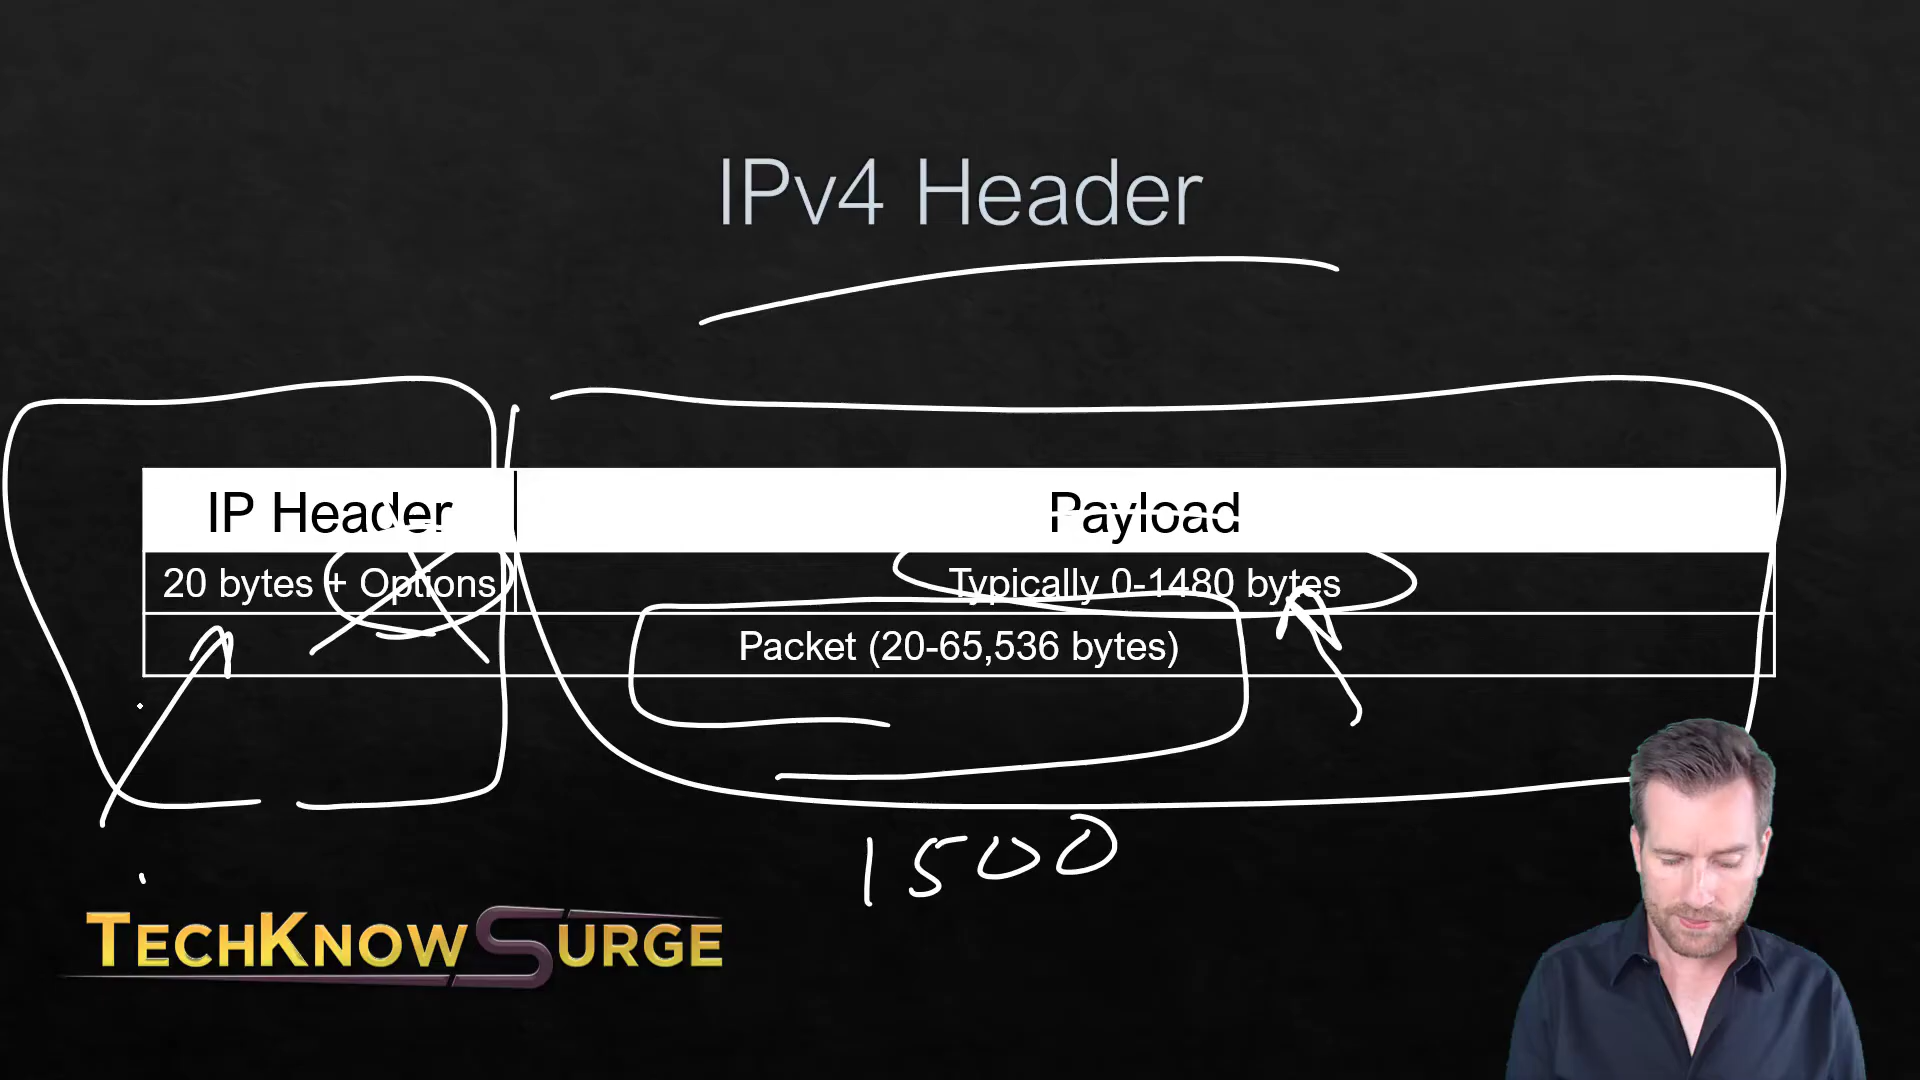 IPv4 Header
IP Header Payload
20 bytes + Options Typically 0-1480 bytes
Packet (20-65,536 bytes)
1500
TECHKNOWSURGE